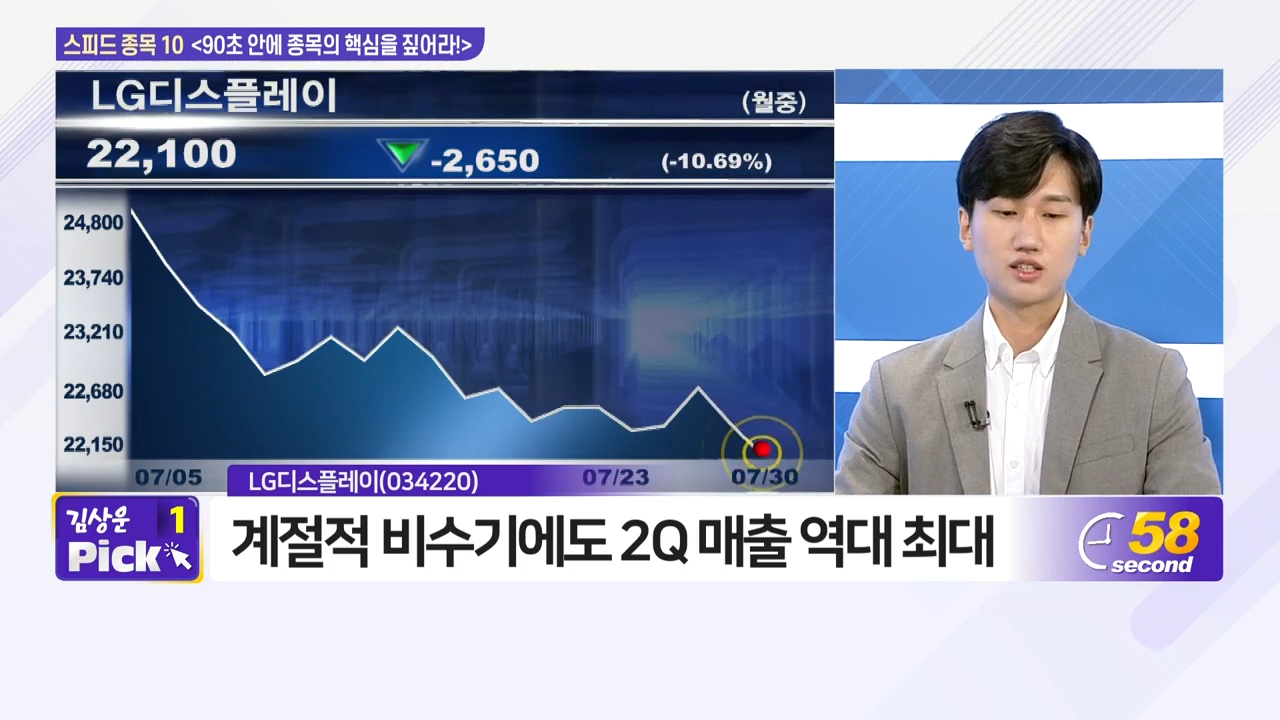 스피드 종목 10 <90초 안에 종목의 핵심을 짚어라!>
LG디스플레이 (월중)
22,100 -2,650 (-10.69%)
24,800
23,740
23,210
22,680
22,150
07/05 07/23 07/30
LG디스플레이(034220)
김상운 1
Pick
계절적 비수기에도 2Q 매출 역대 최대
58
second